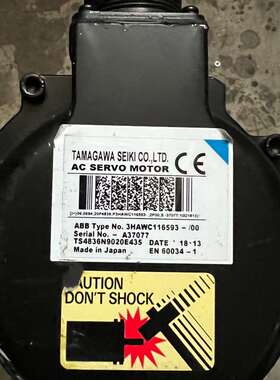 TAMAGAWA SEIKI CO.,LTD.
AC SERVO MOTOR
ABB Type No. 3HAWC116593 -/00
Serial No. - A37077
TS4836N9020E435 DATE '18-13
Made in Japan EN 60034 -1
CAUTION
DON'T SHOCK